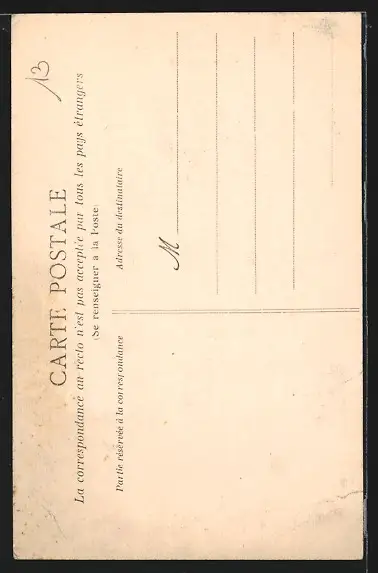 13
CARTE POSTALE
La correspondance au recto n'est pas acceptée par tous les pays étrangers
(Se renseigner à la Poste)
Partie réservée à la correspondance
Adresse du destinataire
M